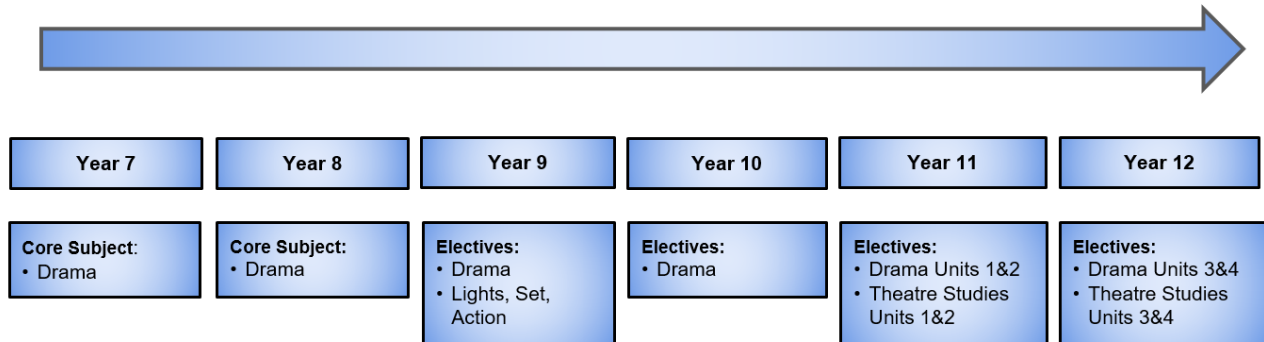 Year 7
Year 8
Year 9
Year 10
Year 11
Year 12
Core Subject:
• Drama
Core Subject:
• Drama
Electives:
• Drama
• Lights, Set,
Action
Electives:
• Drama
Electives:
• Drama Units 1&2
• Theatre Studies
Units 1&2
Electives:
• Drama Units 3&4
• Theatre Studies
Units 3&4